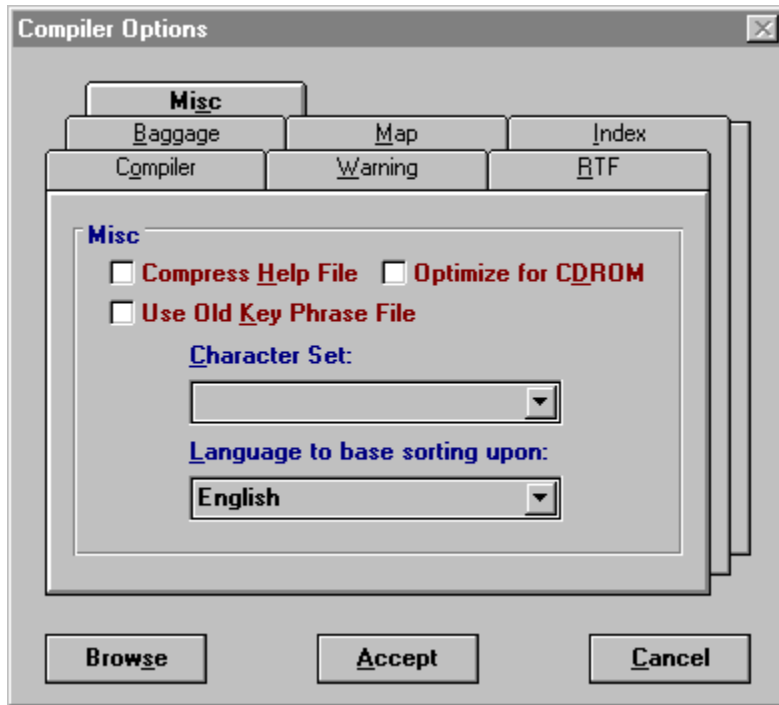 Compiler Options
Misc
Baggage Map Index
Compiler Warning RTF
Misc
Compress Help File Optimize for CDROM
Use Old Key Phrase File
Character Set:
Language to base sorting upon:
English
Browse Accept Cancel